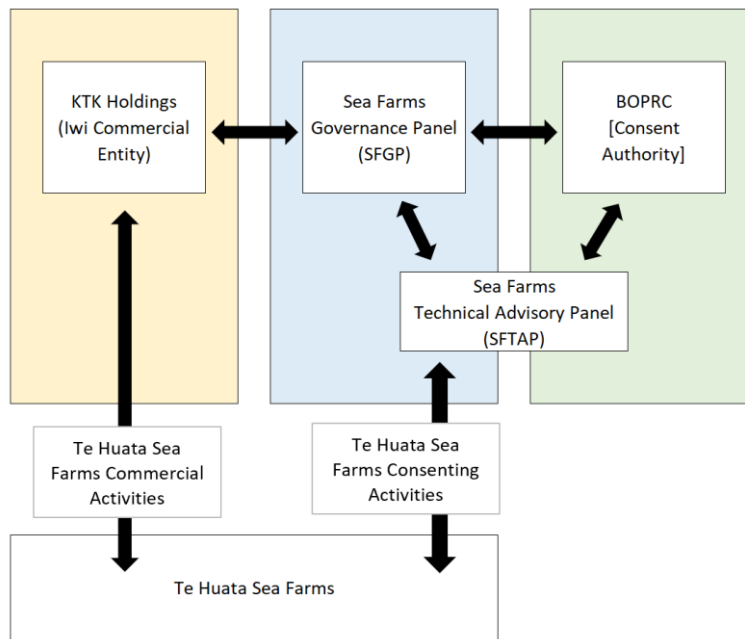 KTK Holdings
(Iwi Commercial
Entity)
Sea Farms
Governance Panel
(SFGP)
BOPRC
[Consent
Authority]
Sea Farms
Technical Advisory Panel
(SFTAP)
Te Huata Sea
Farms Commercial
Activities
Te Huata Sea
Farms Consenting
Activities
Te Huata Sea Farms